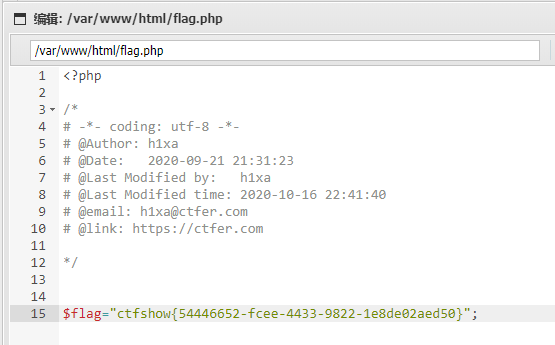 编辑: /var/www/html/flag.php
/var/www/html/flag.php
1 <?php
2
3 /*
4 # -*- coding: utf-8 -*-
5 # @Author: h1xa
6 # @Date:   2020-09-21 21:31:23
7 # @Last Modified by:   h1xa
8 # @Last Modified time: 2020-10-16 22:41:40
9 # @email: h1xa@ctfer.com
10 # @link: https://ctfer.com
11
12 */
13
14
15 $flag="ctfshow{54446652-fcee-4433-9822-1e8de02aed50}";